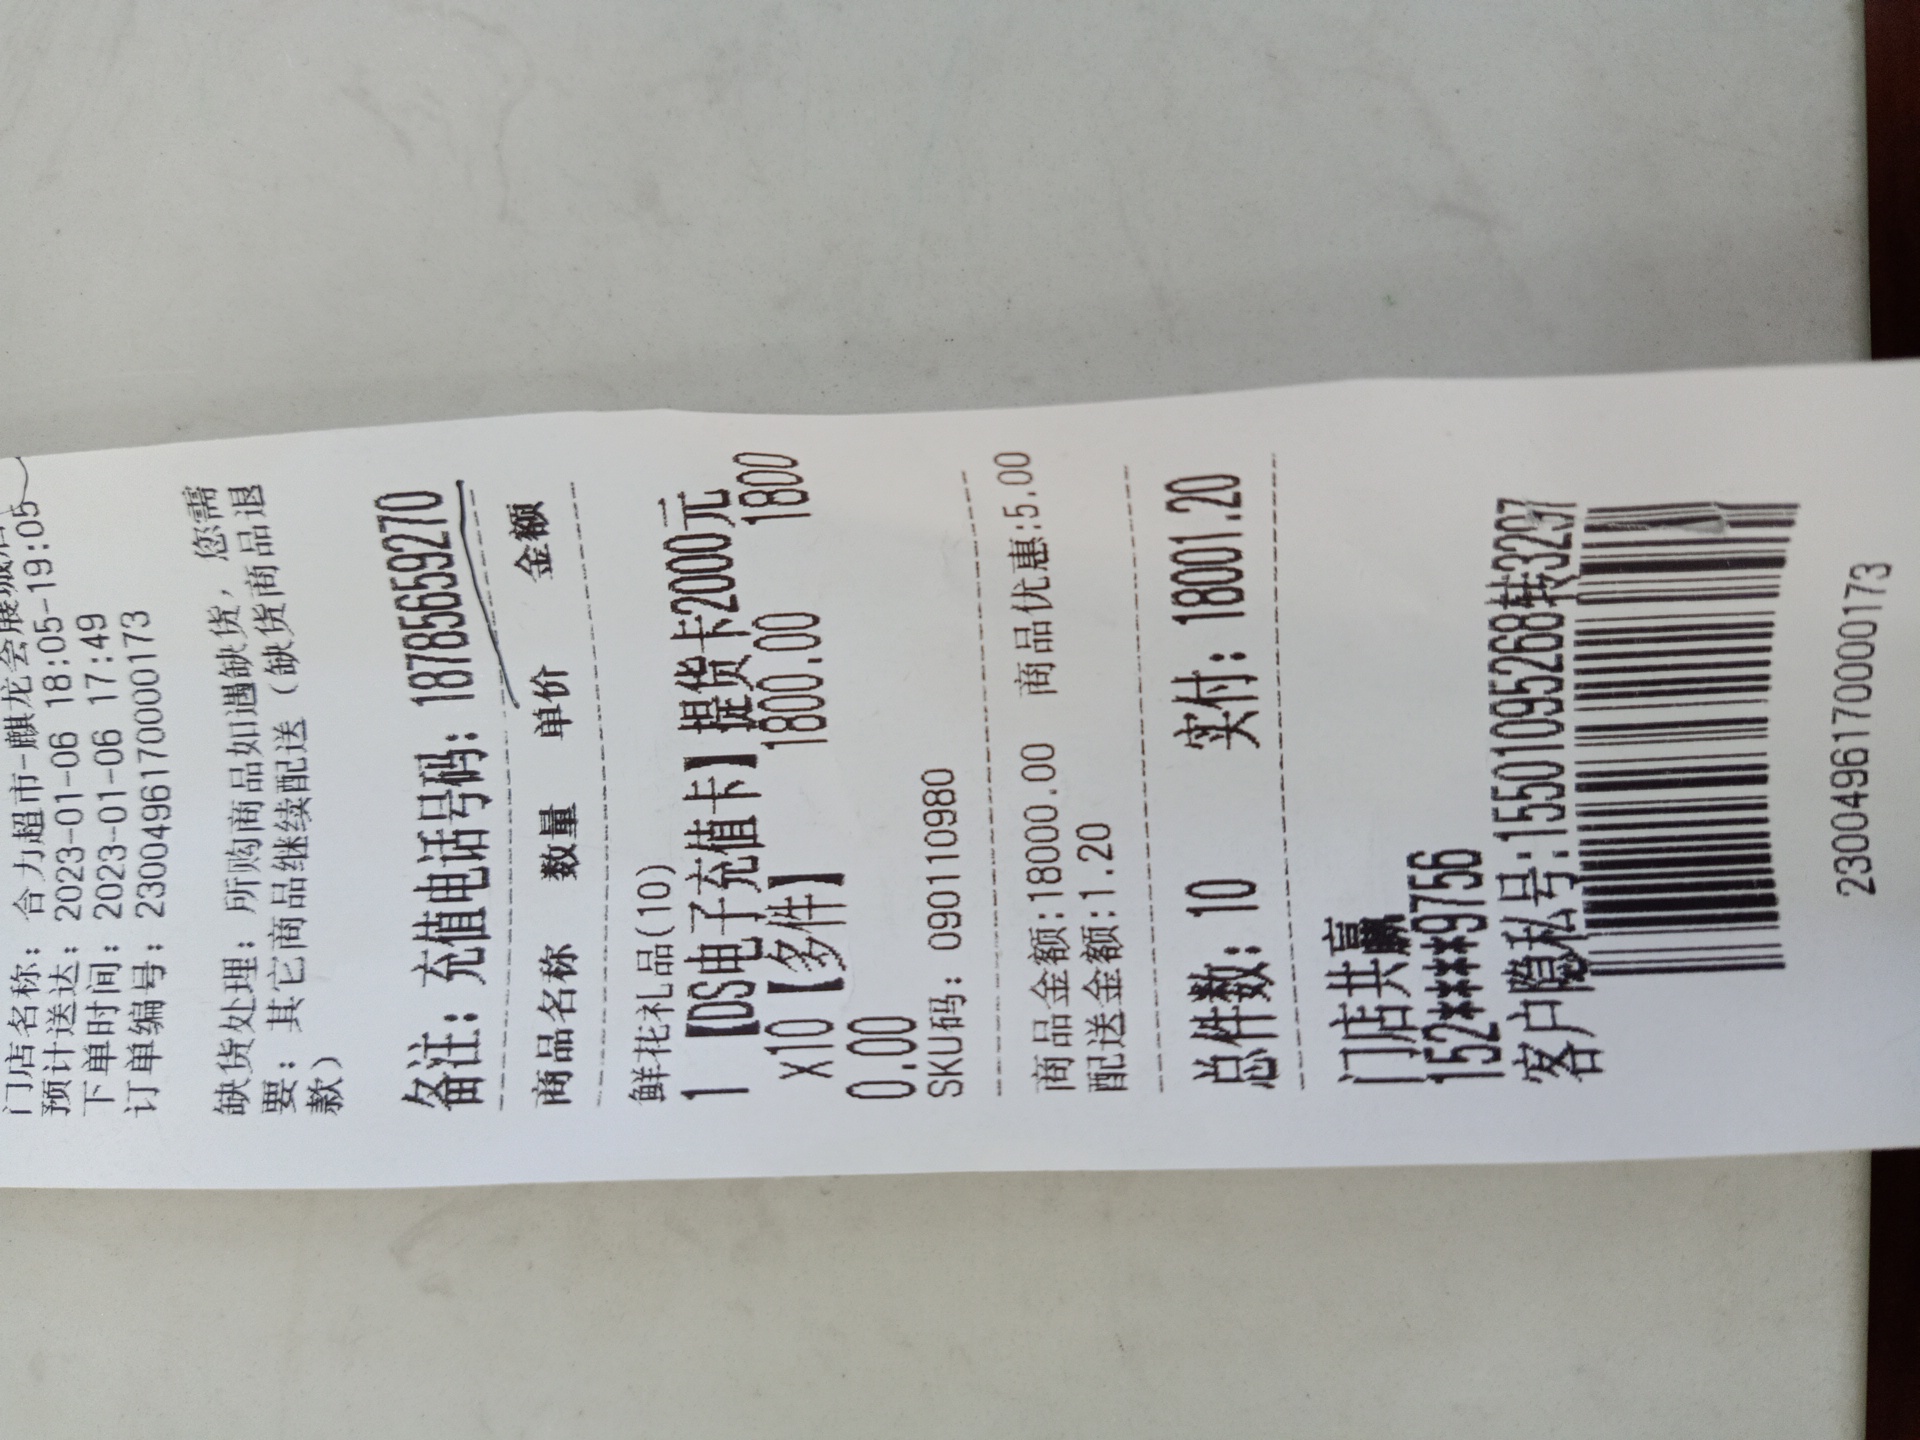 门店名称：合力超市-麒龙会展城店
预计送达：2023-01-06 18:05-19:05
下单时间：2023-01-06 17:49
订单编号：2300496170000173
缺货处理：所购商品如遇缺货，您需
要：其它商品继续配送（缺货商品退
款）
备注：充值电话号码：18785659270
商品名称 数量 单价 金额
鲜花礼品(10)
1 【DS电子充值卡】提货卡2000元
x10【多件】 1800.00 1800
0.00
SKU码：090110980
商品金额:18000.00 商品优惠:5.00
配送金额:1.20
总件数：10 实付：18001.20
门店共赢
152****9756
客户隐私号:15501095268转3297
2300496170000173